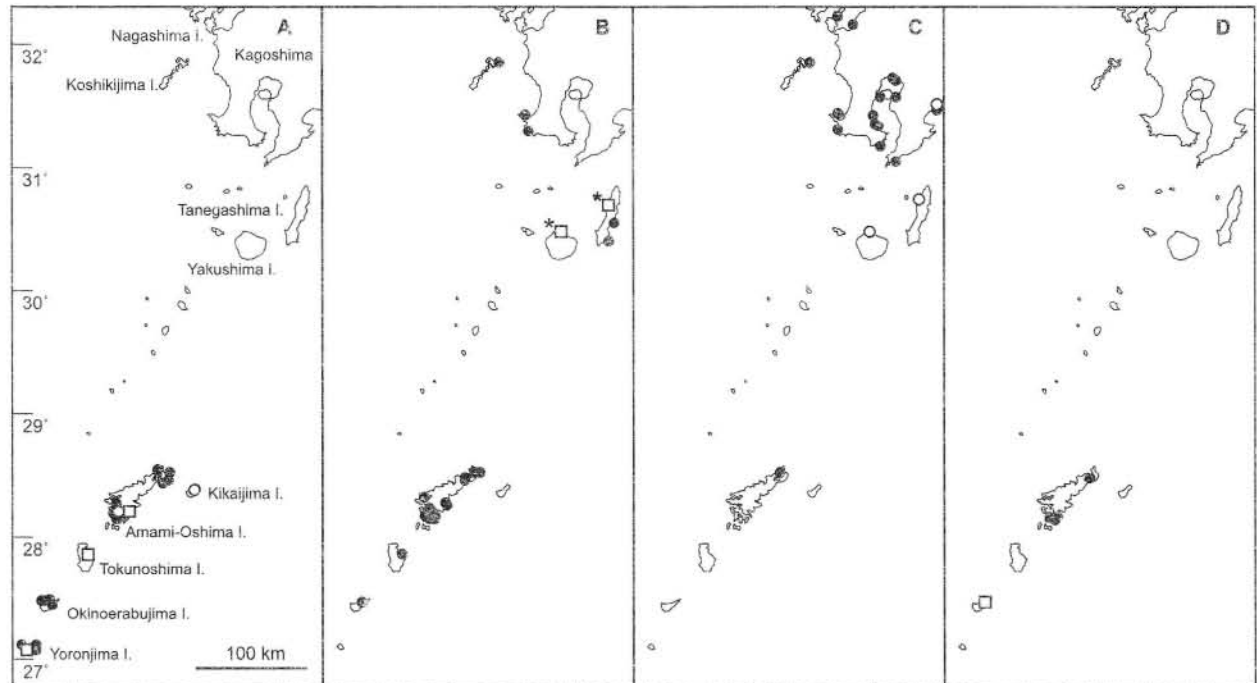 A
B
C
D
32°
Nagashima I.
Kagoshima
Koshikijima I.
31°
Tanegashima I.
*
*
Yakushima I.
30°
29°
Kikaijima I.
Amami-Oshima I.
28°
Tokunoshima I.
Okinoerabujima I.
Yoronjima I.
100 km
27°